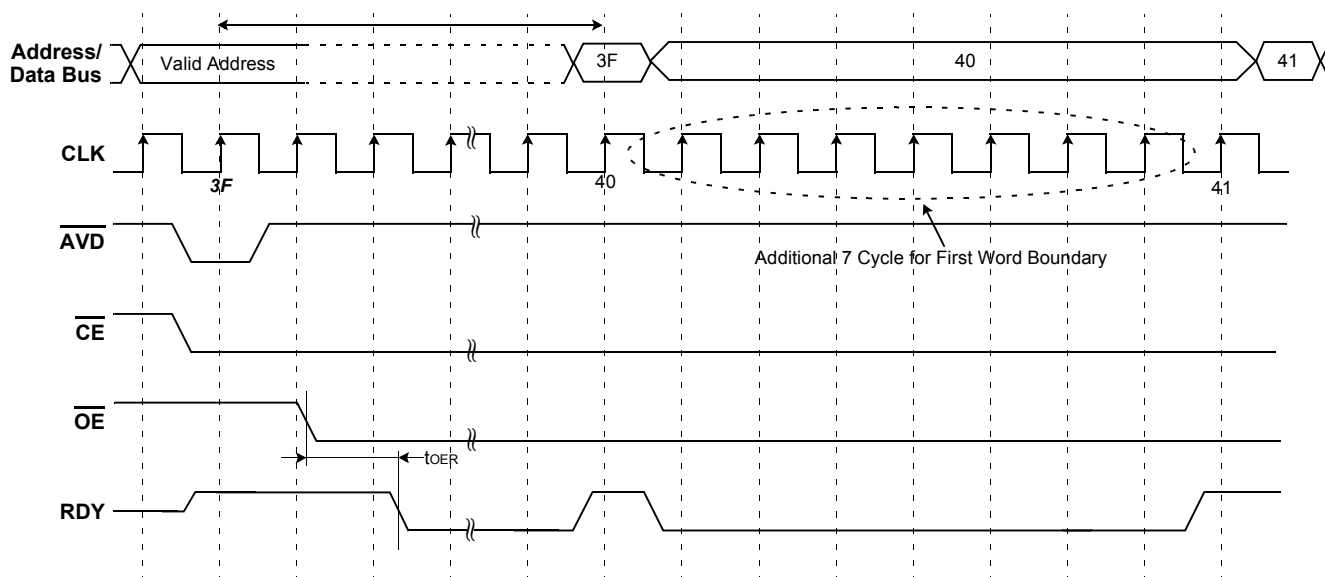 Address/
Data Bus
Valid Address
3F
40
41
CLK
3F
40
41
AVD
Additional 7 Cycle for First Word Boundary
CE
OE
tOER
RDY